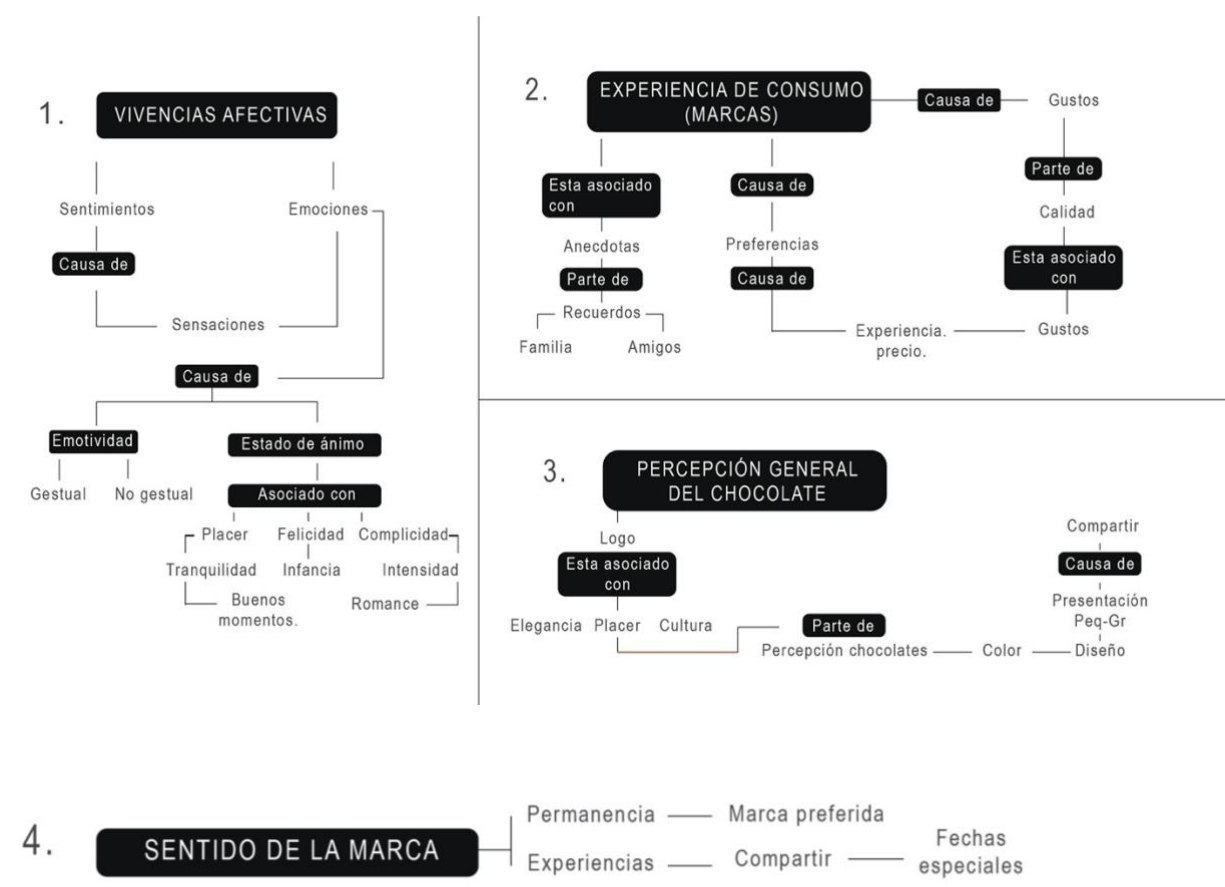 1.
VIVENCIAS AFECTIVAS
Sentimientos
Emociones
Causa de
Sensaciones
Causa de
Emotividad
Estado de ánimo
Gestual
No gestual
Asociado con
Placer
Felicidad
Complicidad
Tranquilidad
Infancia
Intensidad
Buenos
momentos.
Romance
2.
EXPERIENCIA DE CONSUMO
(MARCAS)
Causa de
Gustos
Esta asociado
con
Causa de
Parte de
Anecdotas
Preferencias
Calidad
Parte de
Causa de
Esta asociado
con
Recuerdos
Familia
Amigos
Experiencia.
precio.
Gustos
3.
PERCEPCIÓN GENERAL
DEL CHOCOLATE
Logo
Esta asociado
con
Elegancia
Placer
Cultura
Parte de
Percepción chocolates
Color
Diseño
Presentación
Peq-Gr
Causa de
Compartir
4.
SENTIDO DE LA MARCA
Permanencia
Marca preferida
Experiencias
Compartir
Fechas
especiales